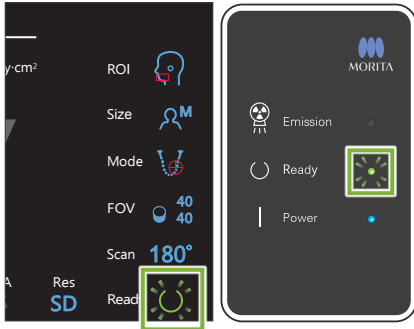 y·cm²
ROI
Size
M
Mode
FOV
40
40
Scan
180°
A
Res
SD
Read
MORITA
Emission
Ready
Power